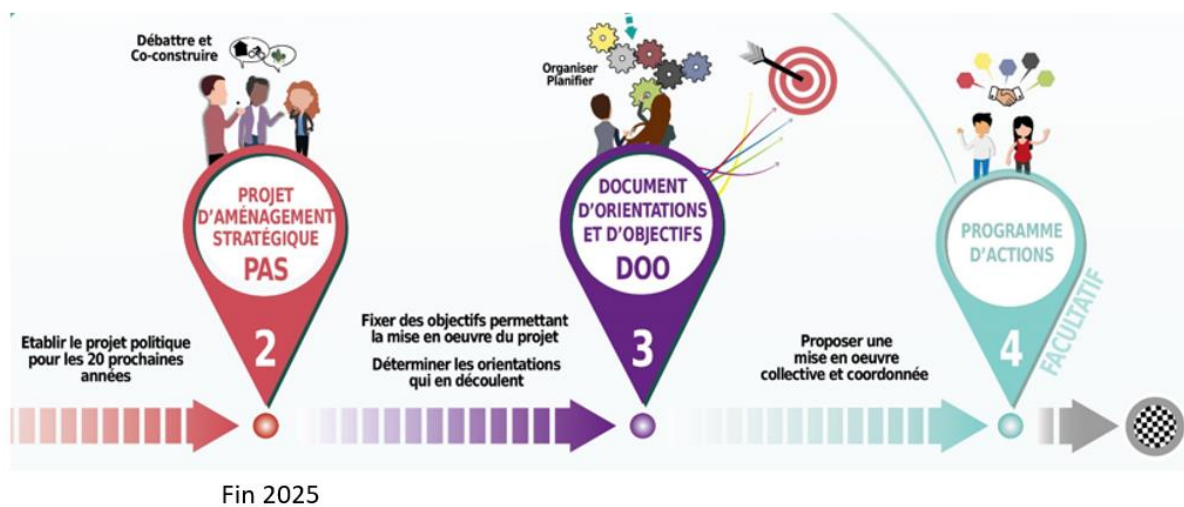 Débattre et
Co-construire
PROJET
D'AMÉNAGEMENT
STRATÉGIQUE
PAS
2
Etablir le projet politique
pour les 20 prochaines
années
Organiser
Planifier
DOCUMENT
D'ORIENTATIONS
ET D'OBJECTIFS
DOO
3
Fixer des objectifs permettant
la mise en oeuvre du projet
Déterminer les orientations
qui en découlent
PROGRAMME
D'ACTIONS
4
FACULTATIF
Proposer une
mise en oeuvre
collective et coordonnée
Fin 2025